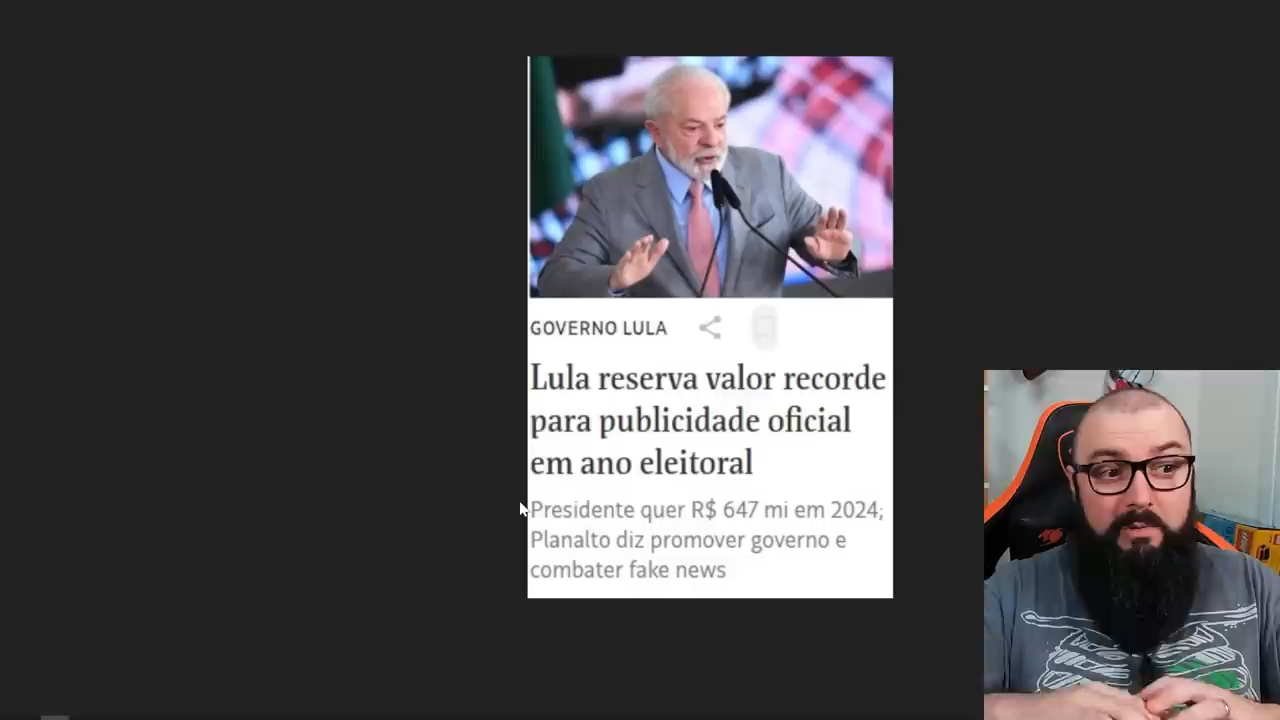 GOVERNO LULA
Lula reserva valor recorde
para publicidade oficial
em ano eleitoral
Presidente quer R$ 647 mi em 2024;
Planalto diz promover governo e
combater fake news